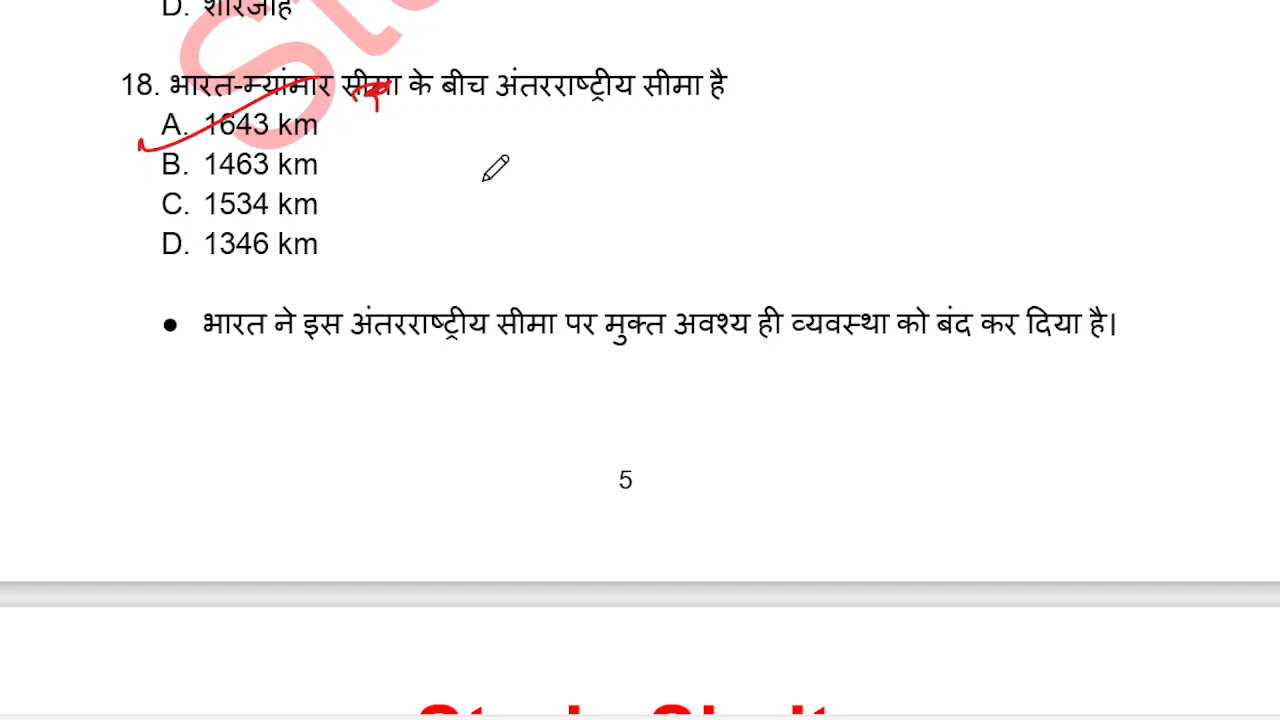 D. शारजाह
18. भारत-म्यांमार सीमा के बीच अंतरराष्ट्रीय सीमा है
A. 1643 km
B. 1463 km
C. 1534 km
D. 1346 km
● भारत ने इस अंतरराष्ट्रीय सीमा पर मुक्त अवश्य ही व्यवस्था को बंद कर दिया है।
5